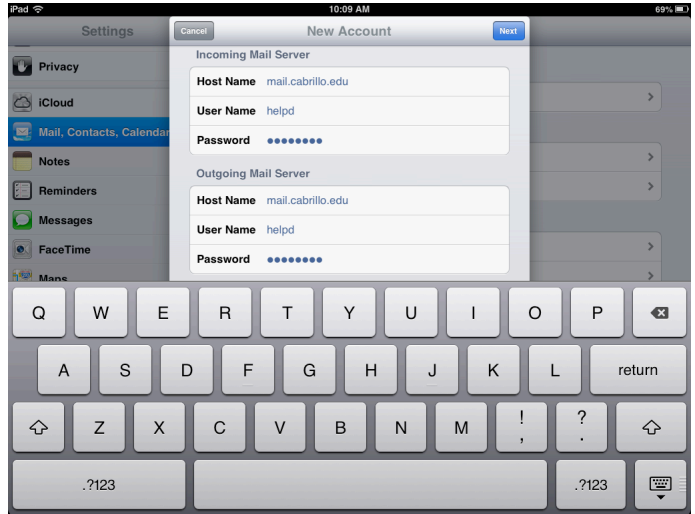 iPad 10:09 AM 69%
Settings
Cancel New Account Next
Privacy
iCloud
Mail, Contacts, Calendar
Notes
Reminders
Messages
FaceTime
Maps
Incoming Mail Server
Host Name mail.cabrillo.edu
User Name helpd
Password ●●●●●●●●
Outgoing Mail Server
Host Name mail.cabrillo.edu
User Name helpd
Password ●●●●●●●●
Q W E R T Y U I O P
A S D F G H J K L return
Z X C V B N M ! , ? .
.?123 .?123